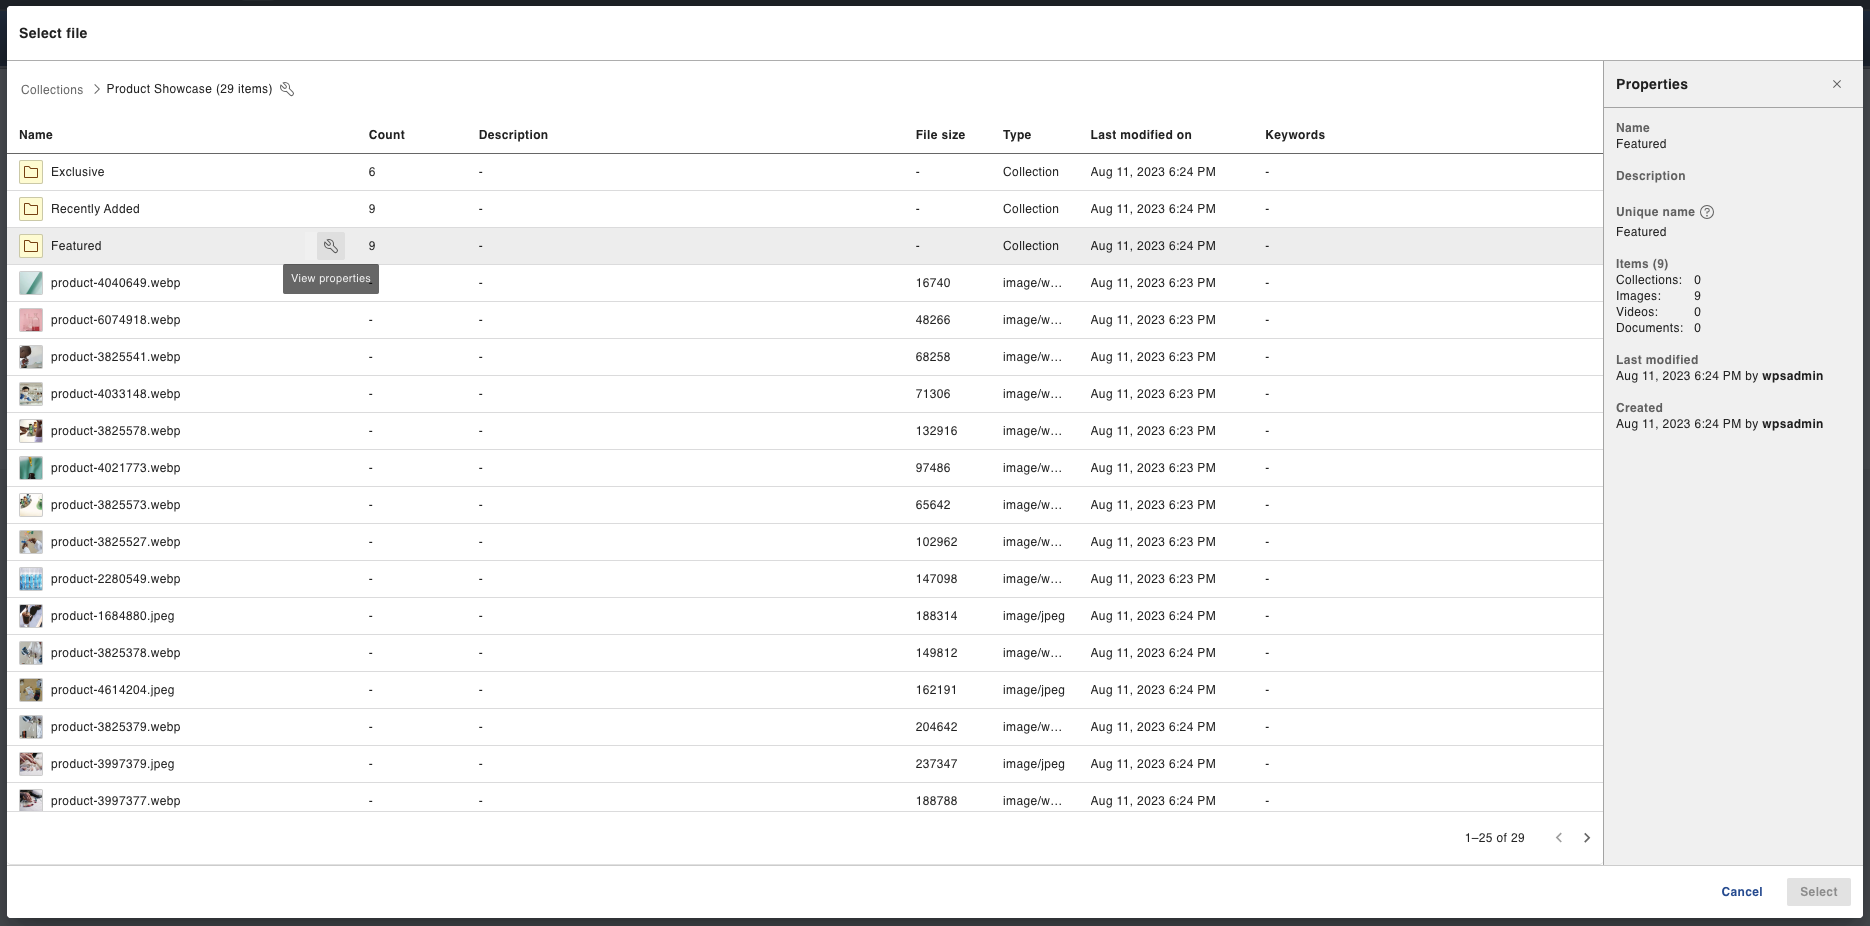 Select file
Collections > Product Showcase (29 items)
Name Count Description File size Type Last modified on Keywords
Exclusive 6 - - Collection Aug 11, 2023 6:24 PM -
Recently Added 9 - - Collection Aug 11, 2023 6:24 PM -
Featured 9 - - Collection Aug 11, 2023 6:24 PM -
View properties
product-4040649.webp - 16740 image/w... Aug 11, 2023 6:23 PM -
product-6074918.webp - - 48266 image/w... Aug 11, 2023 6:23 PM -
product-3825541.webp - - 68258 image/w... Aug 11, 2023 6:23 PM -
product-4033148.webp - - 71306 image/w... Aug 11, 2023 6:23 PM -
product-3825578.webp - - 132916 image/w... Aug 11, 2023 6:23 PM -
product-4021773.webp - - 97486 image/w... Aug 11, 2023 6:23 PM -
product-3825573.webp - - 65642 image/w... Aug 11, 2023 6:23 PM -
product-3825527.webp - - 102962 image/w... Aug 11, 2023 6:23 PM -
product-2280549.webp - - 147098 image/w... Aug 11, 2023 6:23 PM -
product-1684880.jpeg - - 188314 image/jpeg Aug 11, 2023 6:24 PM -
product-3825378.webp - - 149812 image/w... Aug 11, 2023 6:24 PM -
product-4614204.jpeg - - 162191 image/jpeg Aug 11, 2023 6:24 PM -
product-3825379.webp - - 204642 image/w... Aug 11, 2023 6:24 PM -
product-3997379.jpeg - - 237347 image/jpeg Aug 11, 2023 6:24 PM -
product-3997377.webp - - 188788 image/w... Aug 11, 2023 6:24 PM -
1–25 of 29
Properties
Name
Featured
Description
Unique name
Featured
Items (9)
Collections: 0
Images: 9
Videos: 0
Documents: 0
Last modified
Aug 11, 2023 6:24 PM by wpsadmin
Created
Aug 11, 2023 6:24 PM by wpsadmin
Cancel Select